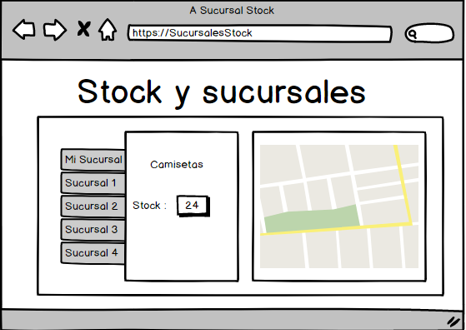 A Sucursal Stock
https://SucursalesStock
Stock y sucursales
Mi Sucursal
Sucursal 1
Sucursal 2
Sucursal 3
Sucursal 4
Camisetas
Stock : 24